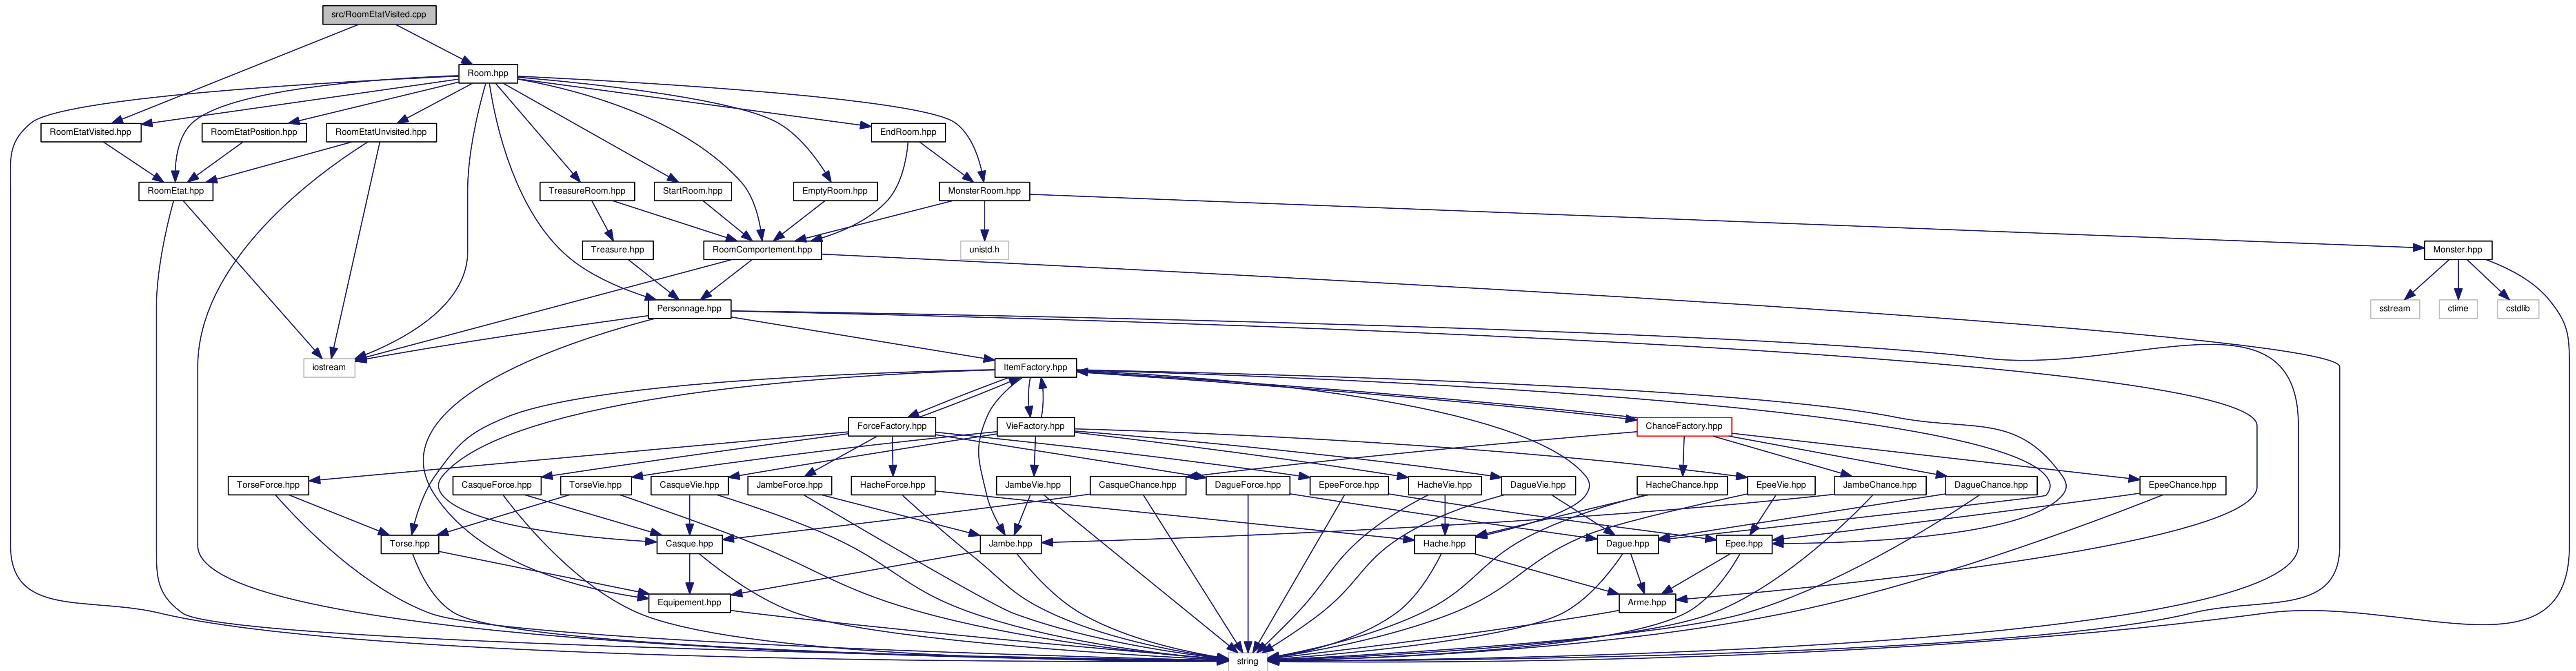 src/RoomEtatVisited.cpp
Room.hpp
RoomEtatVisited.hpp
RoomEtatPosition.hpp
RoomEtatUnvisited.hpp
EndRoom.hpp
RoomEtat.hpp
TreasureRoom.hpp
StartRoom.hpp
EmptyRoom.hpp
MonsterRoom.hpp
Treasure.hpp
RoomComportement.hpp
unistd.h
Monster.hpp
Personnage.hpp
sstream
ctime
cstdlib
iostream
ItemFactory.hpp
ForceFactory.hpp
VieFactory.hpp
ChanceFactory.hpp
TorseForce.hpp
CasqueForce.hpp
TorseVie.hpp
CasqueVie.hpp
JambeForce.hpp
HacheForce.hpp
JambeVie.hpp
CasqueChance.hpp
DagueForce.hpp
EpeeForce.hpp
HacheVie.hpp
DagueVie.hpp
HacheChance.hpp
EpeeVie.hpp
JambeChance.hpp
DagueChance.hpp
EpeeChance.hpp
Torse.hpp
Casque.hpp
Jambe.hpp
Hache.hpp
Dague.hpp
Epee.hpp
Equipement.hpp
Arme.hpp
string